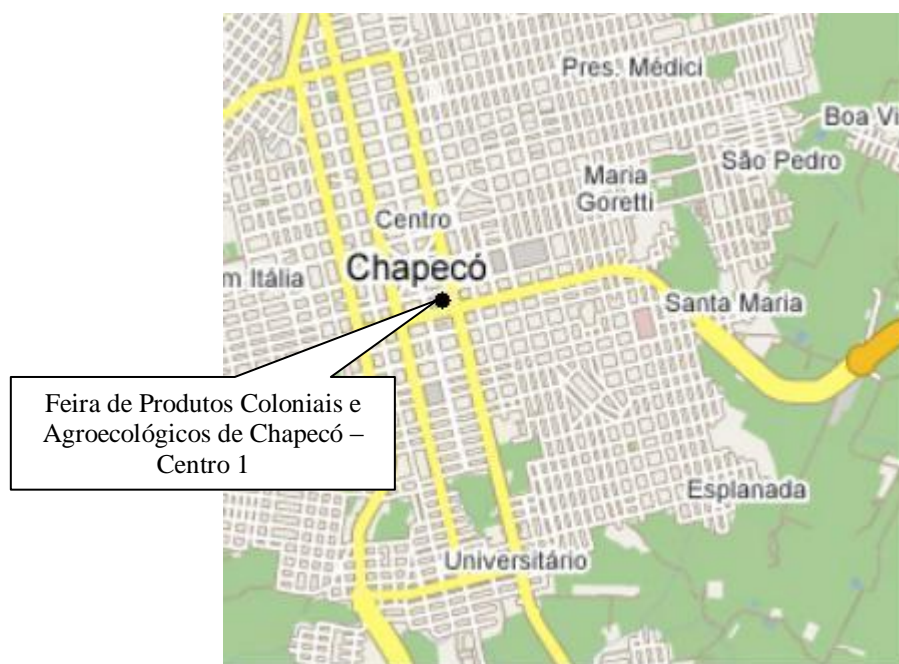 Pres. Médici
Boa Vi
São Pedro
Maria
Goretti
Centro
Chapecó
m Itália
Santa Maria
Feira de Produtos Coloniais e
Agroecológicos de Chapecó –
Centro 1
Esplanada
Universitário